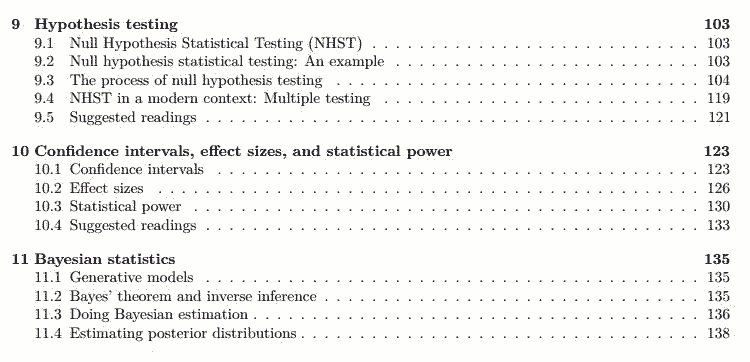 9 Hypothesis testing 103
9.1 Null Hypothesis Statistical Testing (NHST) . . . . . . . . . . . . . . . . . . . . . . . . . . . 103
9.2 Null hypothesis statistical testing: An example . . . . . . . . . . . . . . . . . . . . . . . . . 103
9.3 The process of null hypothesis testing . . . . . . . . . . . . . . . . . . . . . . . . . . . . . . 104
9.4 NHST in a modern context: Multiple testing . . . . . . . . . . . . . . . . . . . . . . . . . . 119
9.5 Suggested readings . . . . . . . . . . . . . . . . . . . . . . . . . . . . . . . . . . . . . . . . . 121
10 Confidence intervals, effect sizes, and statistical power 123
10.1 Confidence intervals . . . . . . . . . . . . . . . . . . . . . . . . . . . . . . . . . . . . . . . . 123
10.2 Effect sizes . . . . . . . . . . . . . . . . . . . . . . . . . . . . . . . . . . . . . . . . . . . . . 126
10.3 Statistical power . . . . . . . . . . . . . . . . . . . . . . . . . . . . . . . . . . . . . . . . . . 130
10.4 Suggested readings . . . . . . . . . . . . . . . . . . . . . . . . . . . . . . . . . . . . . . . . . 133
11 Bayesian statistics 135
11.1 Generative models . . . . . . . . . . . . . . . . . . . . . . . . . . . . . . . . . . . . . . . . . 135
11.2 Bayes' theorem and inverse inference . . . . . . . . . . . . . . . . . . . . . . . . . . . . . . . 135
11.3 Doing Bayesian estimation . . . . . . . . . . . . . . . . . . . . . . . . . . . . . . . . . . . . . 136
11.4 Estimating posterior distributions . . . . . . . . . . . . . . . . . . . . . . . . . . . . . . . . . 138